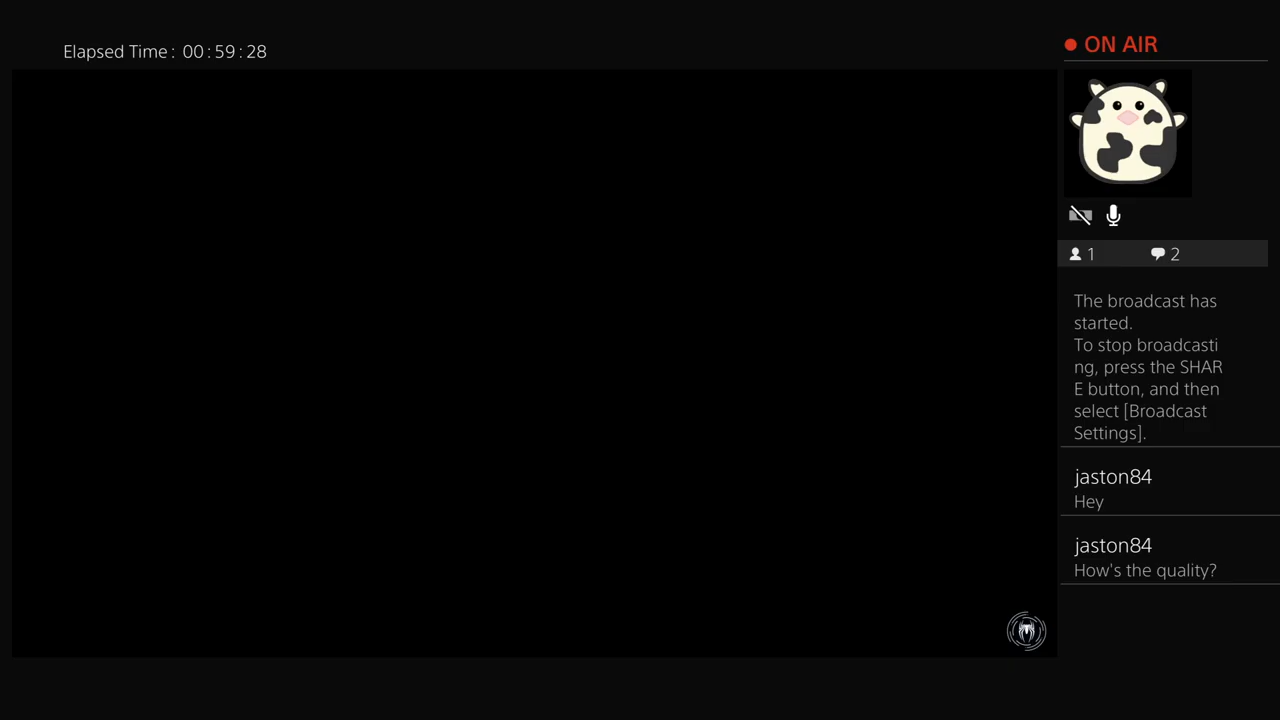 Elapsed Time : 00 : 59 : 28
ON AIR
1 2
The broadcast has
started.
To stop broadcasti
ng, press the SHAR
E button, and then
select [Broadcast
Settings].
jaston84
Hey
jaston84
How's the quality?